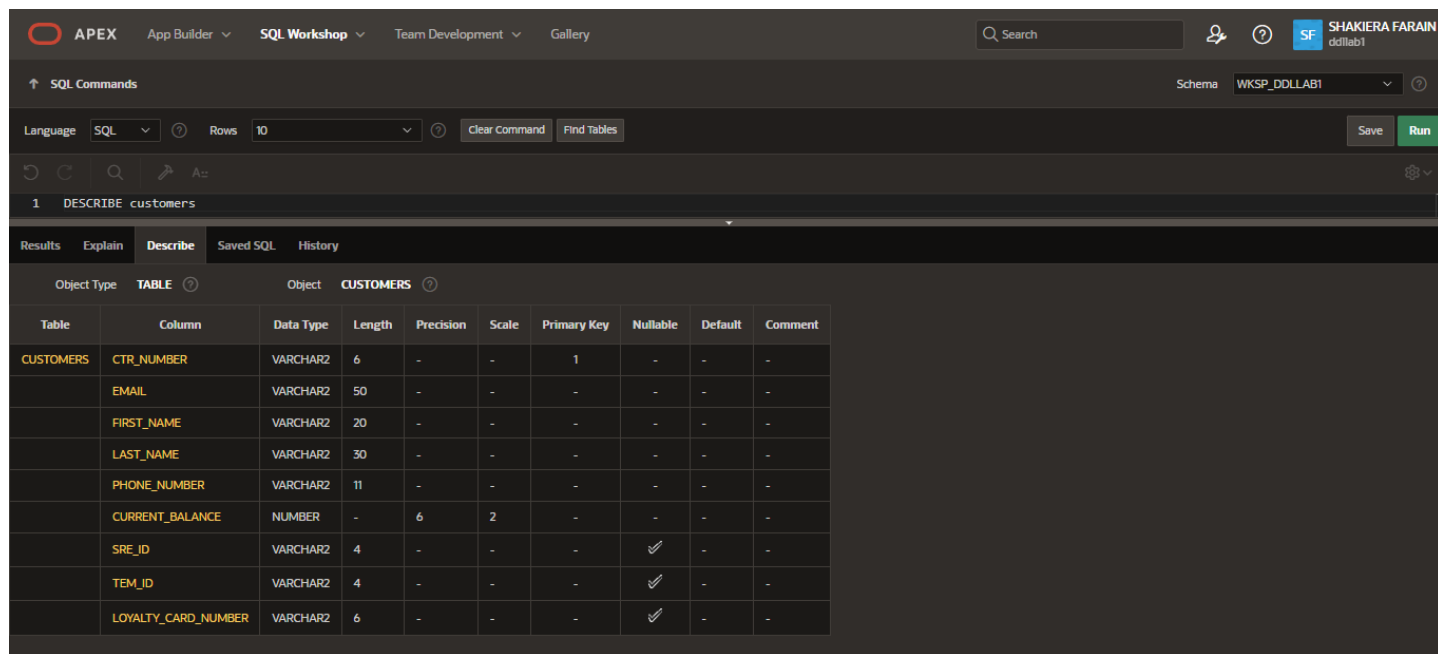 APEX App Builder SQL Workshop Team Development Gallery Search SF SHAKIERA FARAIN
ddllab1
SQL Commands Schema WKSP_DDLLAB1
Language SQL Rows 10 Clear Command Find Tables Save Run
A::
1 DESCRIBE customers
Results Explain Describe Saved SQL History
Object Type TABLE Object CUSTOMERS
Table Column Data Type Length Precision Scale Primary Key Nullable Default Comment
CUSTOMERS CTR_NUMBER VARCHAR2 6 - - 1 - - -
EMAIL VARCHAR2 50 - - - - - -
FIRST_NAME VARCHAR2 20 - - - - - -
LAST_NAME VARCHAR2 30 - - - - - -
PHONE_NUMBER VARCHAR2 11 - - - - - -
CURRENT_BALANCE NUMBER - 6 2 - - - -
SRE_ID VARCHAR2 4 - - - - -
TEM_ID VARCHAR2 4 - - - - -
LOYALTY_CARD_NUMBER VARCHAR2 6 - - - - -